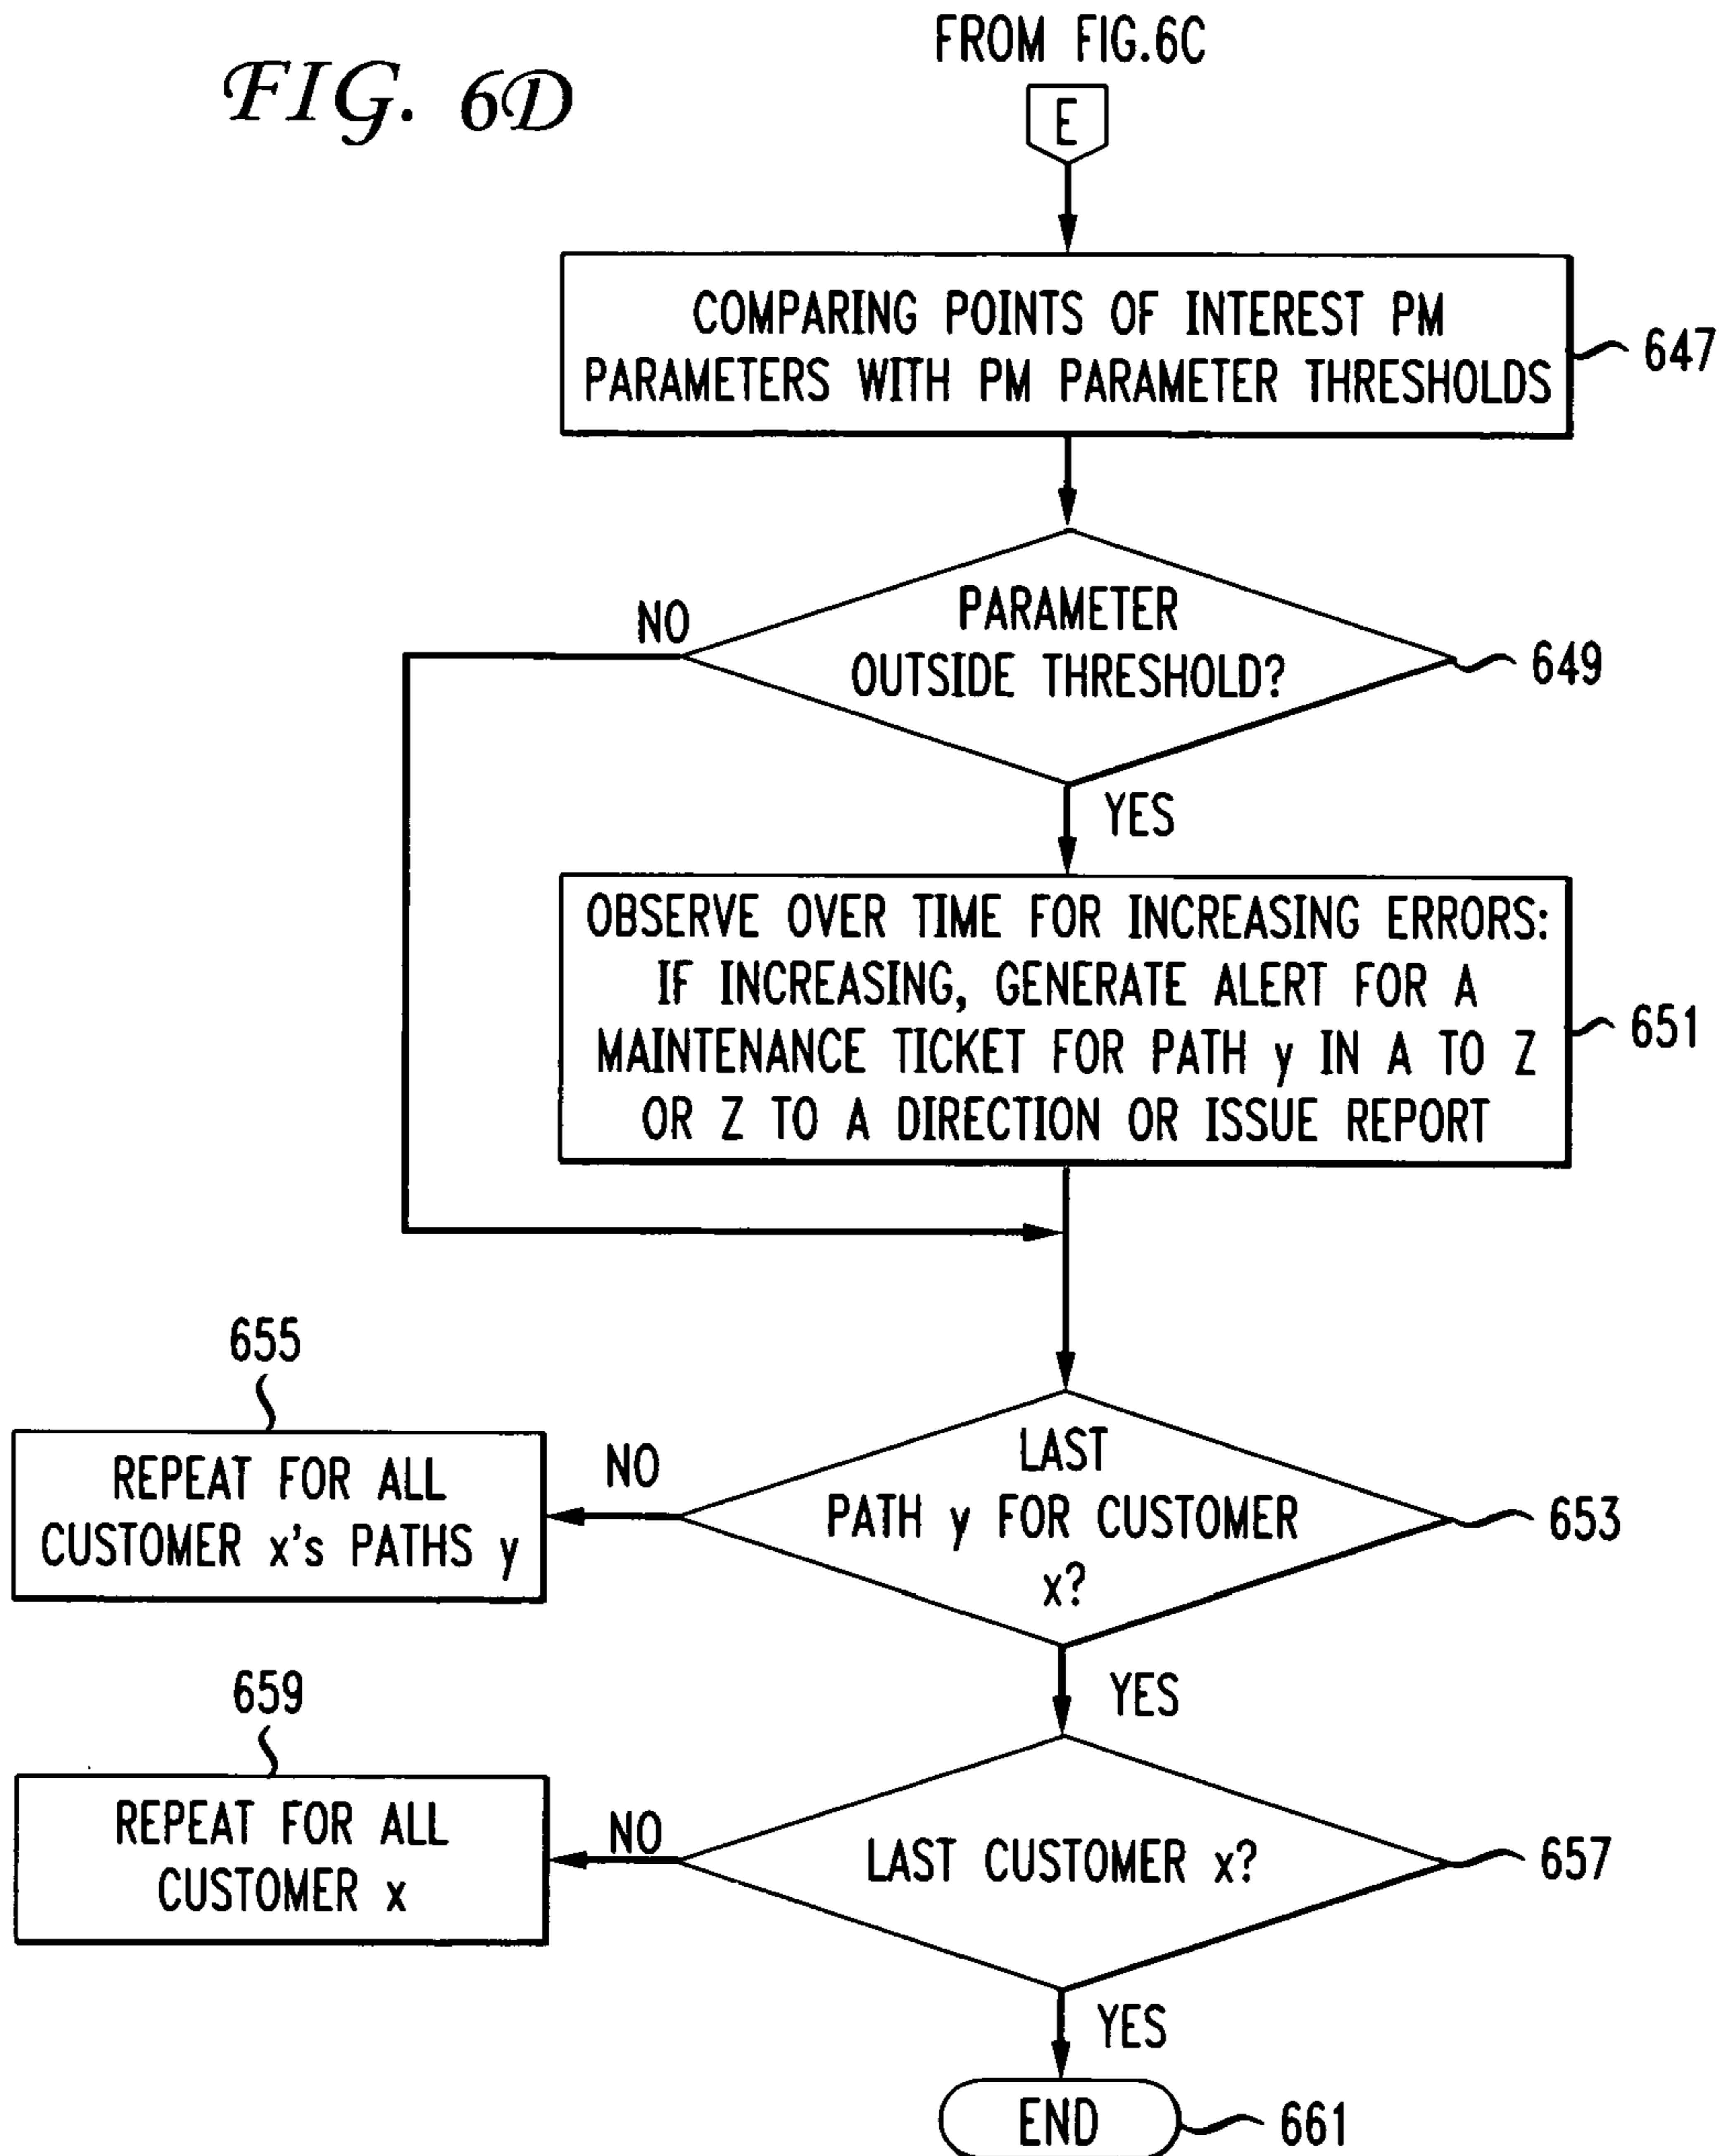 FIG. 6D
FROM FIG.6C
E
COMPARING POINTS OF INTEREST PM
PARAMETERS WITH PM PARAMETER THRESHOLDS
647
PARAMETER
OUTSIDE THRESHOLD?
649
NO
YES
OBSERVE OVER TIME FOR INCREASING ERRORS:
IF INCREASING, GENERATE ALERT FOR A
MAINTENANCE TICKET FOR PATH y IN A TO Z
OR Z TO A DIRECTION OR ISSUE REPORT
651
LAST
PATH y FOR CUSTOMER
x?
653
NO
655
REPEAT FOR ALL
CUSTOMER x's PATHS y
YES
LAST CUSTOMER x?
657
NO
659
REPEAT FOR ALL
CUSTOMER x
YES
END
661